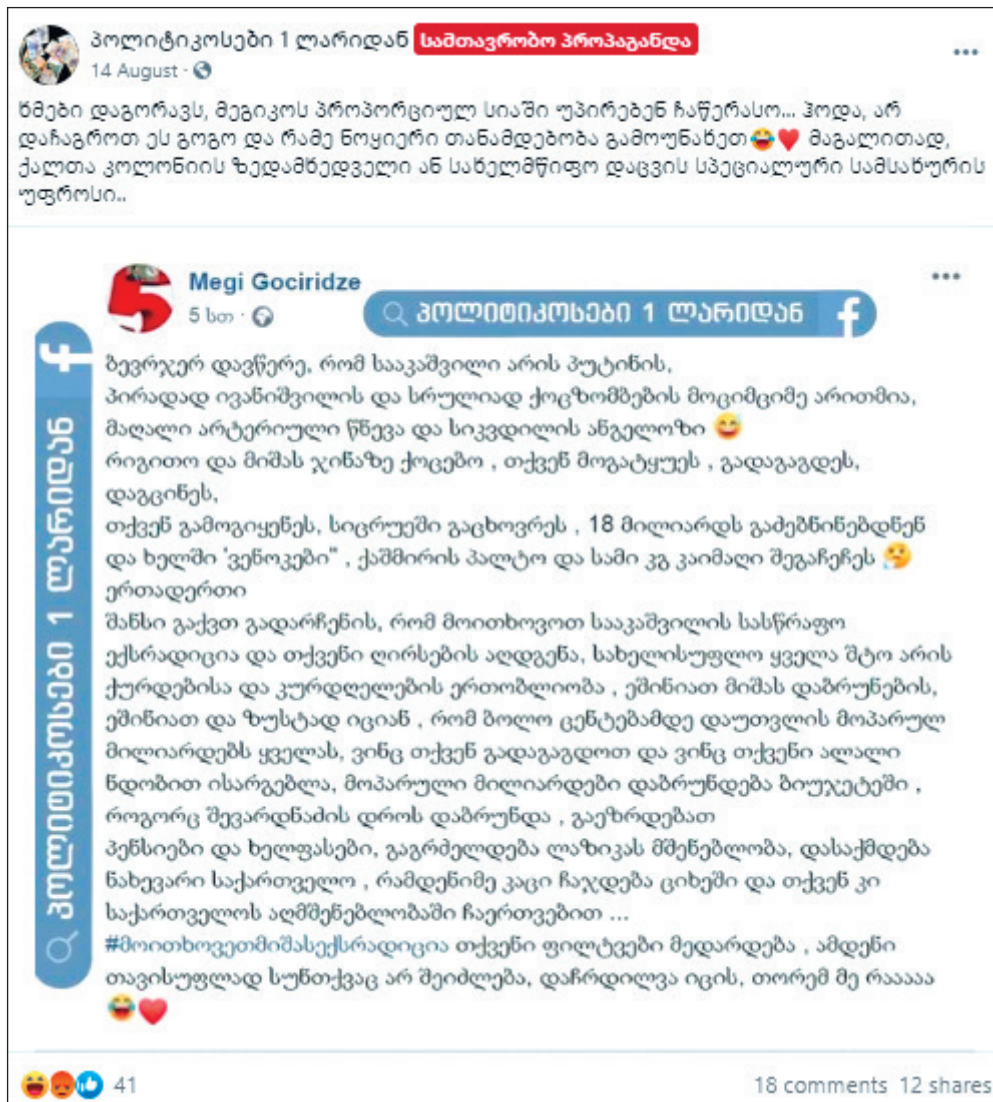 პოლიტიკოსები 1 ლარიდან სამთავრობო პროპაგანდა
14 August ·
ხმები დაგორავს, მეგიკოს პროპორციულ სიაში უპირებენ ჩაწერასო... ჰოდა, არ
დაჩაგროთ ეს გოგო და რამე ნოყიერი თანამდებობა გამოუნახეთ😂❤️ მაგალითად,
ქალთა კოლონიის ზედამხედველი ან სახელმწიფო დაცვის სპეციალური სამსახურის
უფროსი..
Megi Gociridze
5 სთ ·
პოლიტიკოსები 1 ლარიდან
პოლიტიკოსები 1 ლარიდან
ბევრჯერ დავწერე, რომ სააკაშვილი არის პუტინის,
პირადად ივანიშვილის და სრულიად ქოცზომბების მოციმციმე არითმია,
მაღალი არტერიული წნევა და სიკვდილის ანგელოზი 😅
რიგითო და მიშას ჯინაზე ქოცებო , თქვენ მოგატყუეს , გადაგაგდეს,
დაგცინეს,
თქვენ გამოგიყენეს, სიცრუეში გაცხოვრეს , 18 მილიარდს გაძებნინებდნენ
და ხელში 'ვენოკები" , ქაშმირის პალტო და სამი კგ კაიმაღი შეგაჩეჩეს 🤔
ერთადერთი
შანსი გაქვთ გადარჩენის, რომ მოითხოვოთ სააკაშვილის სასწრაფო
ექსრადიცია და თქვენი ღირსების აღდგენა, სახელისუფლო ყველა შტო არის
ქურდებისა და კურდღელების ერთობლიობა , ეშინიათ მიშას დაბრუნების,
ეშინიათ და ზუსტად იციან , რომ ბოლო ცენტებამდე დაუთვლის მოპარულ
მილიარდებს ყველას, ვინც თქვენ გადაგაგდოთ და ვინც თქვენი ალალი
ნდობით ისარგებლა, მოპარული მილიარდები დაბრუნდება ბიუჯეტეში ,
როგორც შევარდნაძის დროს დაბრუნდა , გაეზრდებათ
პენსიები და ხელფასები, გაგრძელდება ლაზიკას მშენებლობა, დასაქმდება
ნახევარი საქართველო , რამდენიმე კაცი ჩაჯდება ციხეში და თქვენ კი
საქართველოს აღმშენებლობაში ჩაერთვებით ...
#მოითხოვეთმიშასექსრადიცია თქვენი ფილტვები მედარდება , ამდენი
თავისუფლად სუნთქვაც არ შეიძლება, დაჩრდილვა იცის, თორემ მე რააააა
😂❤️
41
18 comments 12 shares